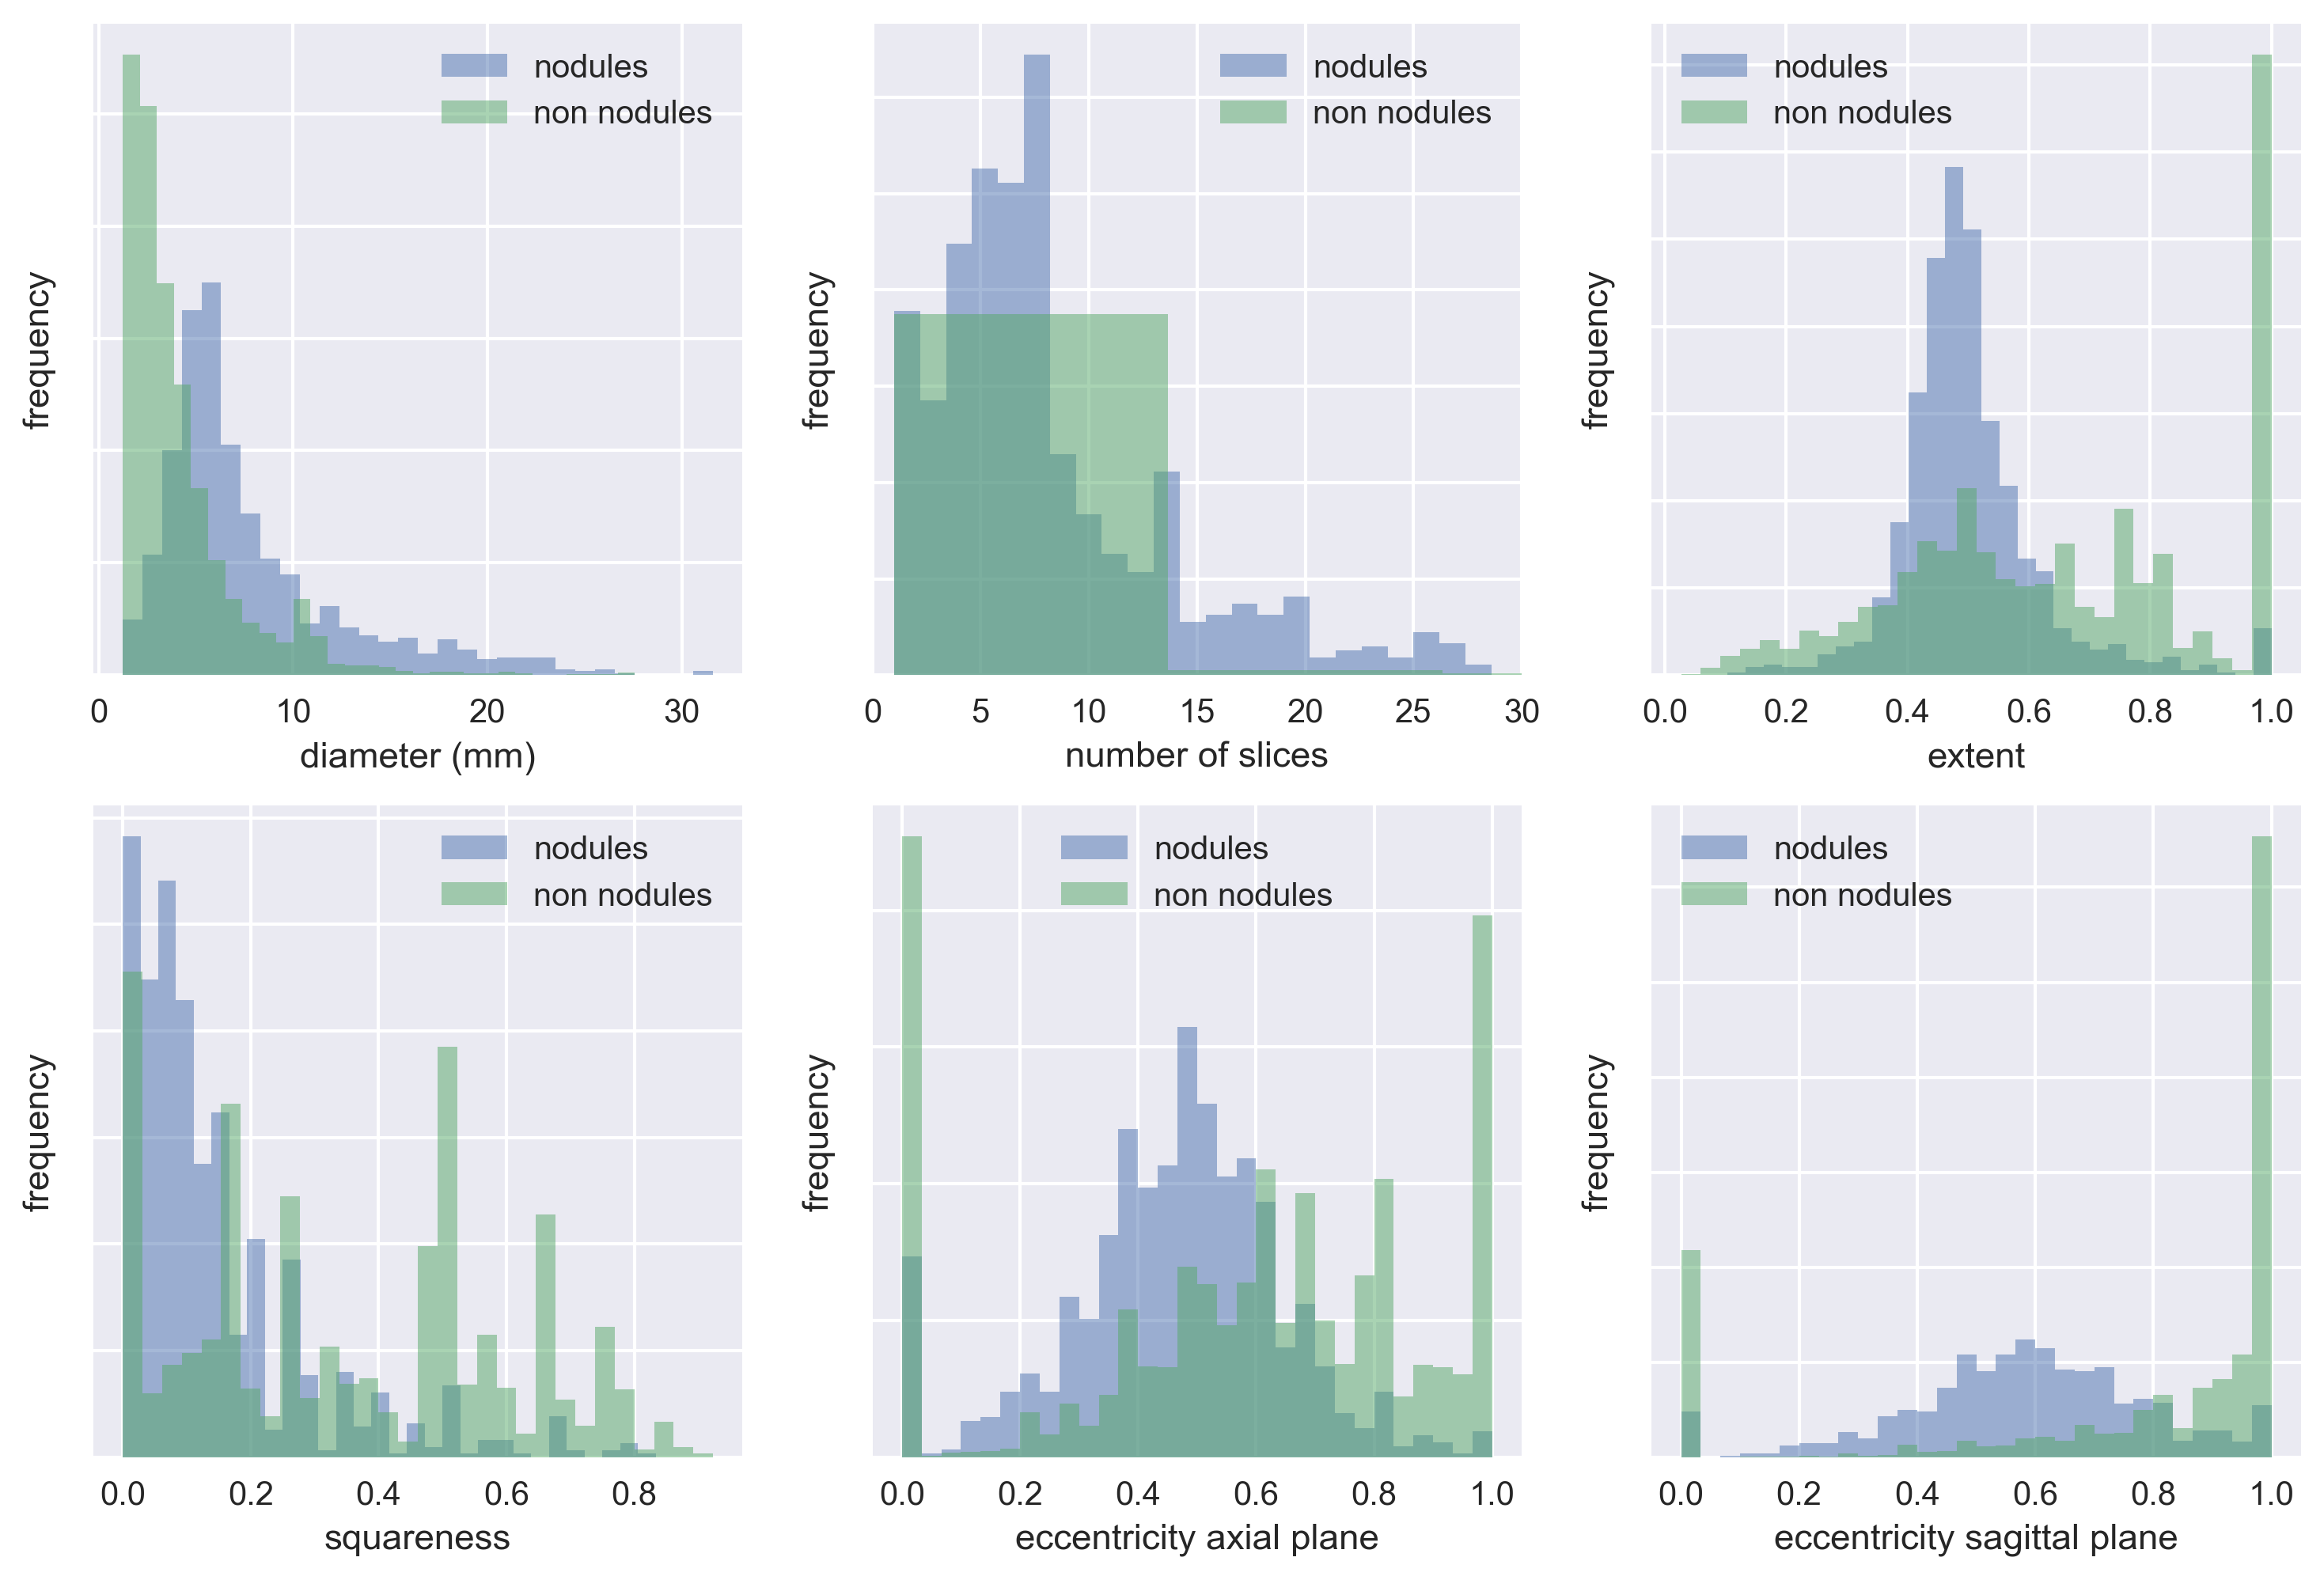 nodules
non nodules
frequency
0 10 20 30
diameter (mm)
nodules
non nodules
frequency
0 5 10 15 20 25 30
number of slices
nodules
non nodules
frequency
0.0 0.2 0.4 0.6 0.8 1.0
extent
nodules
non nodules
frequency
0.0 0.2 0.4 0.6 0.8
squareness
nodules
non nodules
frequency
0.0 0.2 0.4 0.6 0.8 1.0
eccentricity axial plane
nodules
non nodules
frequency
0.0 0.2 0.4 0.6 0.8 1.0
eccentricity sagittal plane